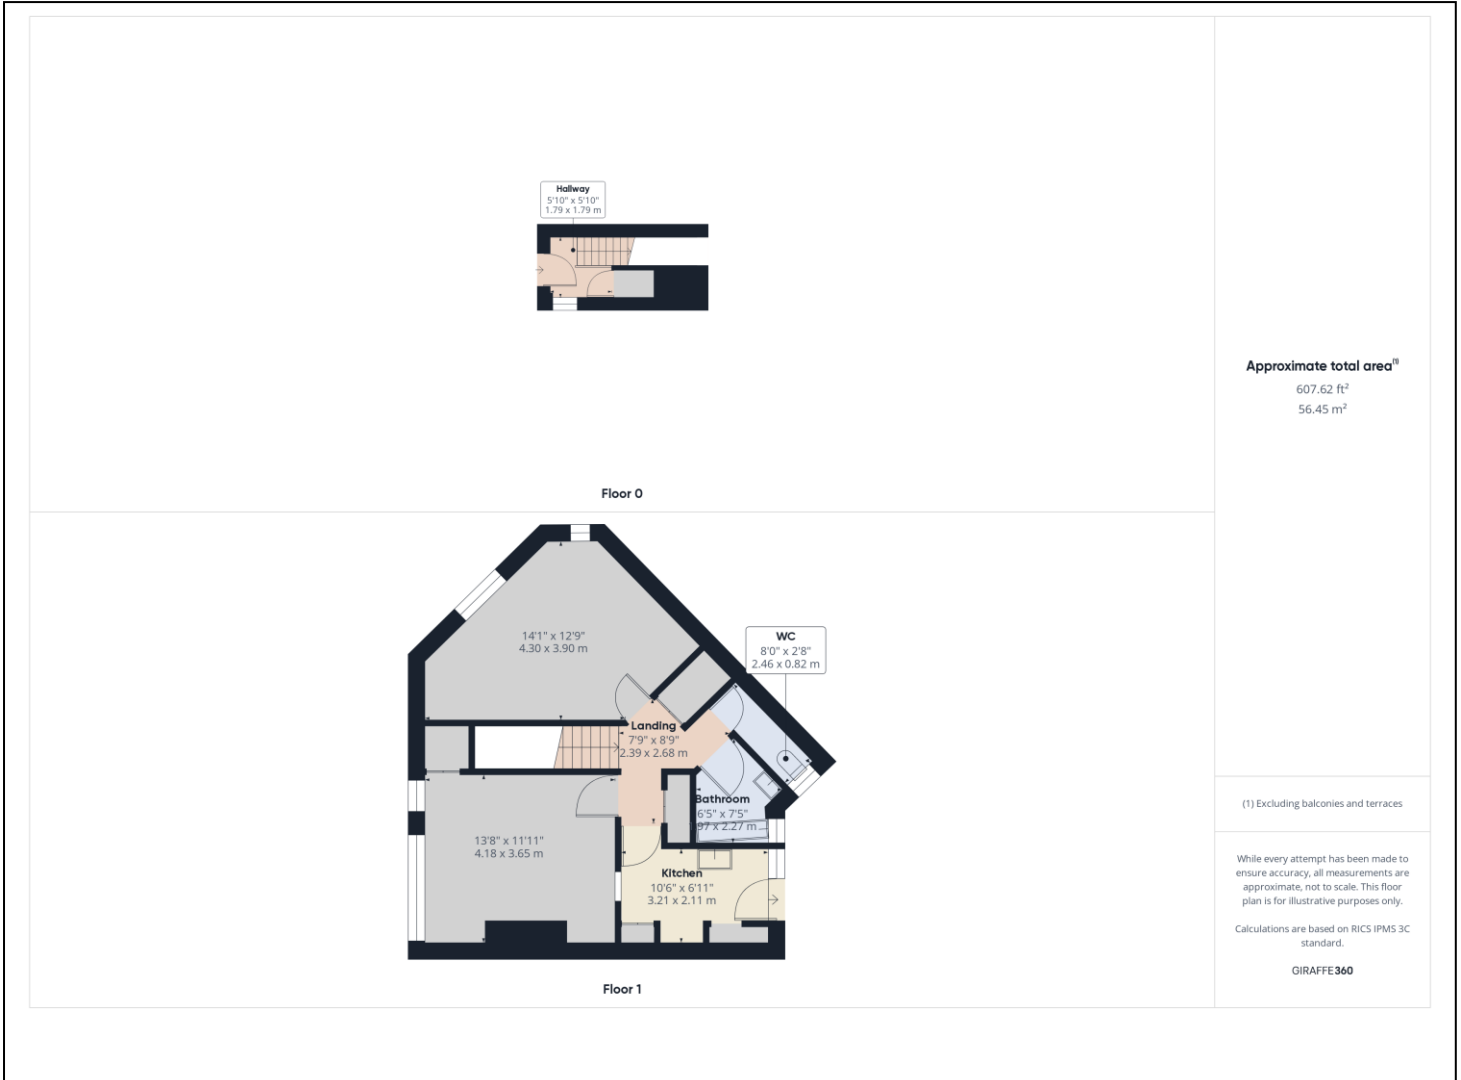 Hallway
5'10" x 5'10"
1.79 x 1.79 m
Floor 0
14'1" x 12'9"
4.30 x 3.90 m
WC
8'0" x 2'8"
2.46 x 0.82 m
Landing
7'9" x 8'9"
2.39 x 2.68 m
Bathroom
6'5" x 7'5"
97 x 2.27 m
13'8" x 11'11"
4.18 x 3.65 m
Kitchen
10'6" x 6'11"
3.21 x 2.11 m
Floor 1
Approximate total area(1)
607.62 ft²
56.45 m²
(1) Excluding balconies and terraces
While every attempt has been made to
ensure accuracy, all measurements are
approximate, not to scale. This floor
plan is for illustrative purposes only.
Calculations are based on RICS IPMS 3C
standard.
GIRAFFE360